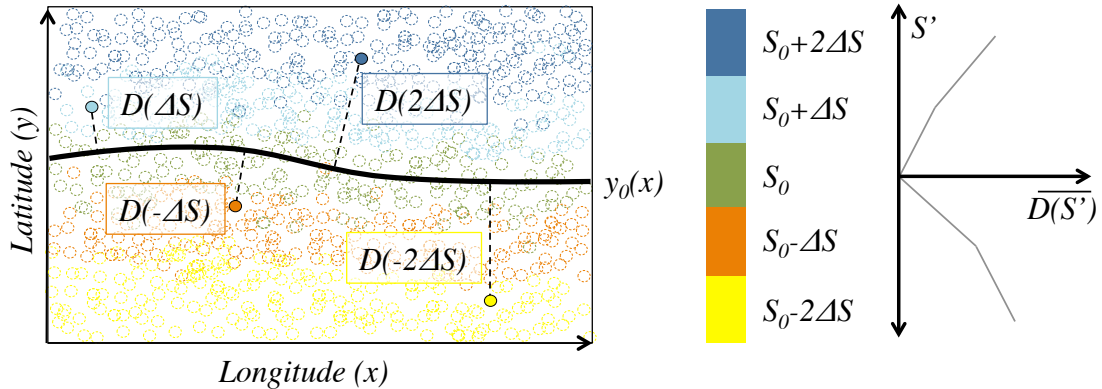 Latitude (y)
D(ΔS)
D(2ΔS)
D(-ΔS)
D(-2ΔS)
y₀(x)
Longitude (x)
S₀+2ΔS
S₀+ΔS
S₀
S₀-ΔS
S₀-2ΔS
S’
D(S’)